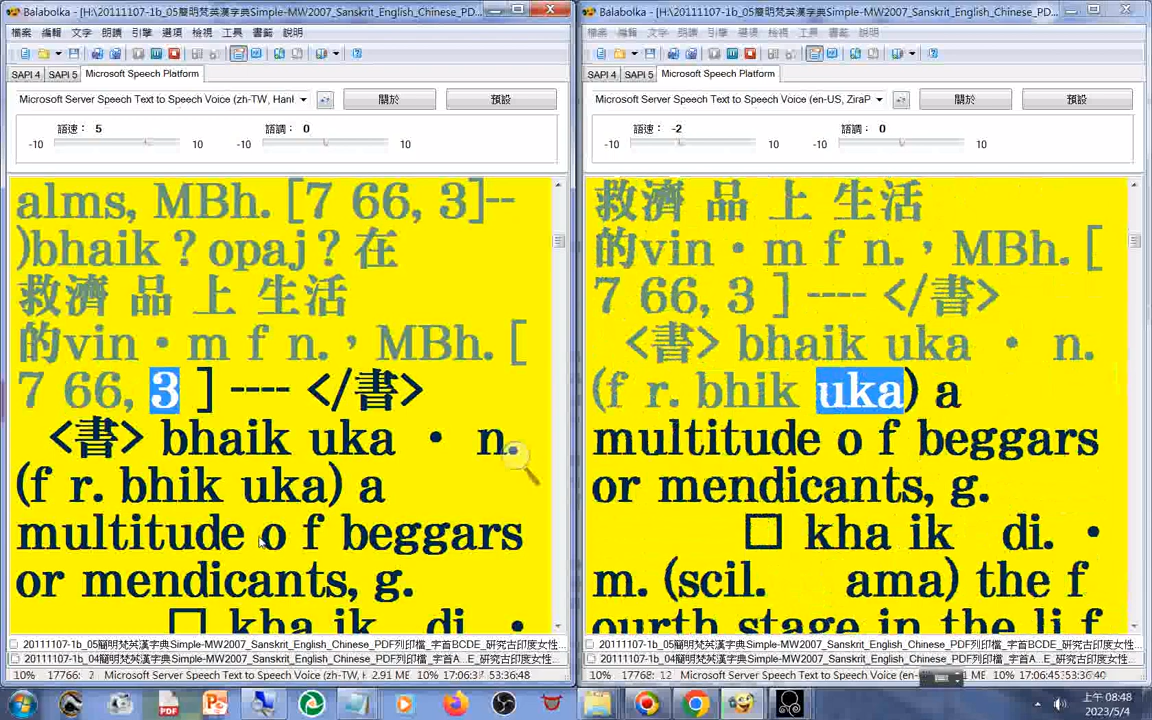 Balabolka - [H:\20111107-1b_05簡明梵英漢字典Simple-MW2007_Sanskrit_English_Chinese_PD...
檔案 編輯 文字 朗讀 引擎 選項 檢視 工具 書籤 說明
SAPI 4 SAPI 5 Microsoft Speech Platform
Microsoft Server Speech Text to Speech Voice (zh-TW, Hanl
關於 預設
語速： 5 語調： 0
-10 10 -10 10
alms, MBh. [7 66, 3]--
)bhaik ? opaj ? 在
救濟 品 上 生活
的vin・m f n.，MBh. [
7 66, 3 ] ---- </書>
<書> bhaik uka ・ n.
(f r. bhik uka) a
multitude o f beggars
or mendicants, g.
□ kha ik di. •
20111107-1b_05簡明梵英漢字典Simple-MW2007_Sanskrit_English_Chinese_PDF列印檔_字首BCDE_研究古印度女性...
20111107-1b_04簡明梵英漢字典Simple-MW2007_Sanskrit_English_Chinese_PDF列印檔_字首A...E_研究古印度女性...
10% 17766: 2 Microsoft Server Speech Text to Speech Voice (zh-TW, 2.91 MB 10% 17:06:37 53:36:48
Balabolka - [H:\20111107-1b_05簡明梵英漢字典Simple-MW2007_Sanskrit_English_Chinese_PD...
檔案 編輯 文字 朗讀 引擎 選項 檢視 工具 書籤 說明
SAPI 4 SAPI 5 Microsoft Speech Platform
Microsoft Server Speech Text to Speech Voice (en-US, ZiraP
關於 預設
語速： -2 語調： 0
-10 10 -10 10
救濟 品 上 生活
的vin・m f n.，MBh. [
7 66, 3 ] ---- </書>
<書> bhaik uka ・ n.
(f r. bhik uka) a
multitude o f beggars
or mendicants, g.
□ kha ik di. •
m. (scil. ama) the f
ourth stage in the li f
20111107-1b_05簡明梵英漢字典Simple-MW2007_Sanskrit_English_Chinese_PDF列印檔_字首BCDE_研究古印度女性...
20111107-1b_04簡明梵英漢字典Simple-MW2007_Sanskrit_English_Chinese_PDF列印檔_字首A...E_研究古印度女性...
10% 17768: 12 Microsoft Server Speech Text to Speech Voice 10% 17:06:45 53:36:40
上午 08:48
2023/5/4